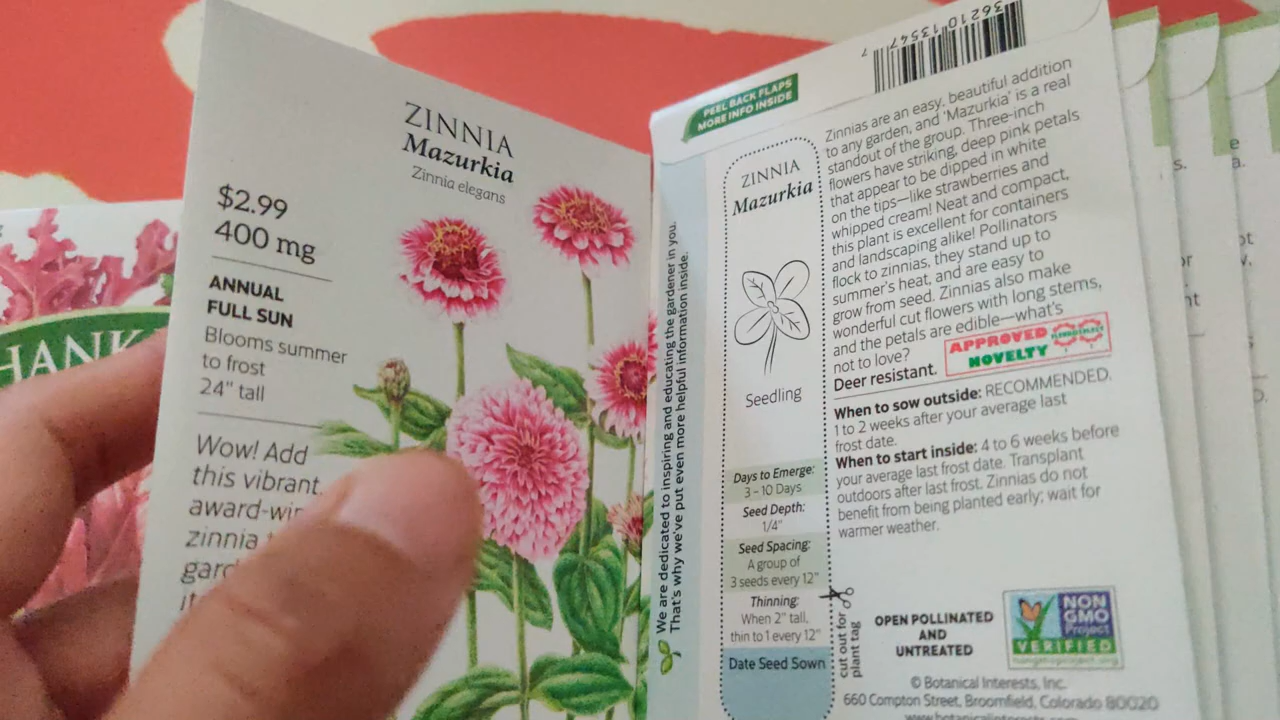 HANK
ZINNIA
Mazurkia
Zinnia elegans
$2.99
400 mg
ANNUAL
FULL SUN
Blooms summer
to frost
24" tall
Wow! Add
this vibrant,
award-win
zinnia
gard
PEEL BACK FLAPS
MORE INFO INSIDE
7 36210 13547
We are dedicated to inspiring and educating the gardener in you.
That's why we've put even more helpful information inside.
ZINNIA
Mazurkia
Seedling
Days to Emerge:
3 – 10 Days
Seed Depth:
1/4"
Seed Spacing:
A group of
3 seeds every 12"
Thinning:
When 2" tall,
thin to 1 every 12"
Date Seed Sown
cut out for
plant tag
Zinnias are an easy, beautiful addition
to any garden, and 'Mazurkia' is a real
standout of the group. Three-inch
flowers have striking, deep pink petals
that appear to be dipped in white
on the tips—like strawberries and
whipped cream! Neat and compact,
this plant is excellent for containers
and landscaping alike! Pollinators
flock to zinnias, they stand up to
summer's heat, and are easy to
grow from seed. Zinnias also make
wonderful cut flowers with long stems,
and the petals are edible—what's
not to love?
Deer resistant.
APPROVED
NOVELTY
FLEUROSELECT
When to sow outside: RECOMMENDED.
1 to 2 weeks after your average last
frost date.
When to start inside: 4 to 6 weeks before
your average last frost date. Transplant
outdoors after last frost. Zinnias do not
benefit from being planted early; wait for
warmer weather.
OPEN POLLINATED
AND
UNTREATED
NON
GMO
Project
VERIFIED
nongmoproject.org
© Botanical Interests, Inc.
660 Compton Street, Broomfield, Colorado 80020